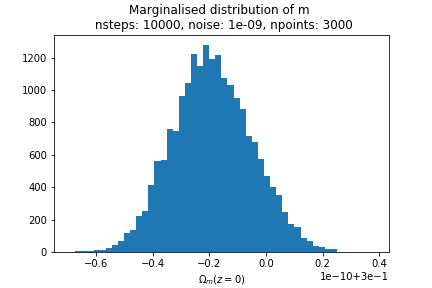 Marginalised distribution of m
nsteps: 10000, noise: 1e-09, npoints: 3000
1200
1000
800
600
400
200
0
−0.6 −0.4 −0.2 0.0 0.2 0.4
1e−10+3e−1
Ωm(z = 0)